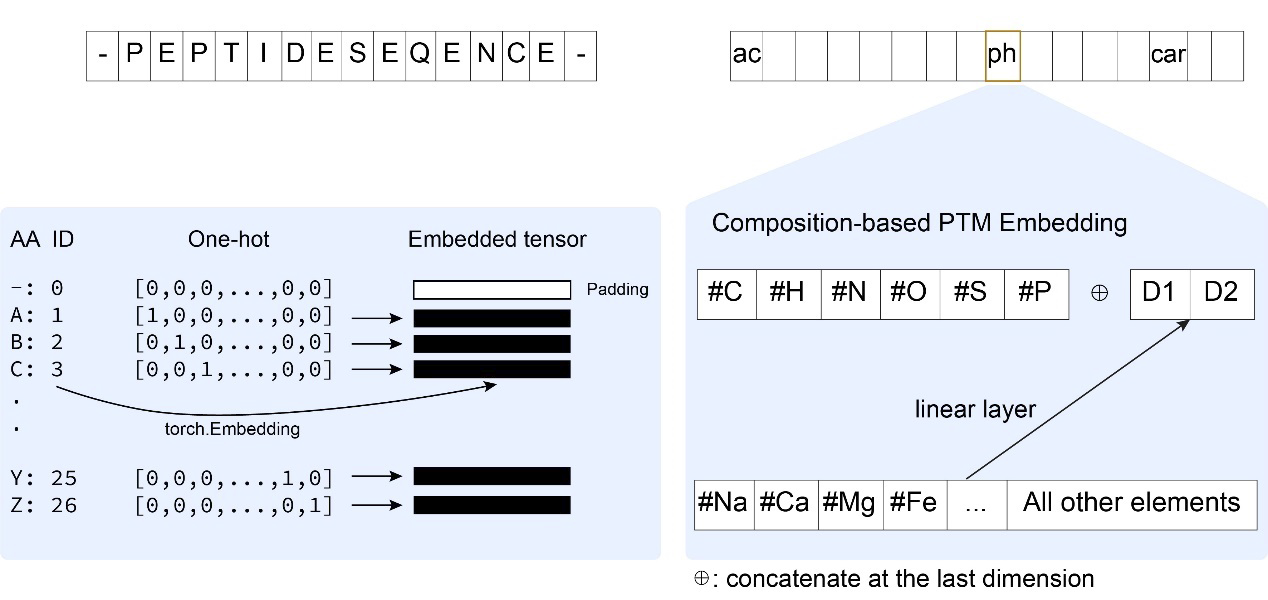 - P E P T I D E S E Q E N C E -
ac ph car
AA ID One-hot Embedded tensor
-: 0 [0,0,0,...,0,0] Padding
A: 1 [1,0,0,...,0,0]
B: 2 [0,1,0,...,0,0]
C: 3 [0,0,1,...,0,0]
.
.
torch.Embedding
Y: 25 [0,0,0,...,1,0]
Z: 26 [0,0,0,...,0,1]
Composition-based PTM Embedding
#C #H #N #O #S #P ⊕ D1 D2
linear layer
#Na #Ca #Mg #Fe ... All other elements
⊕: concatenate at the last dimension